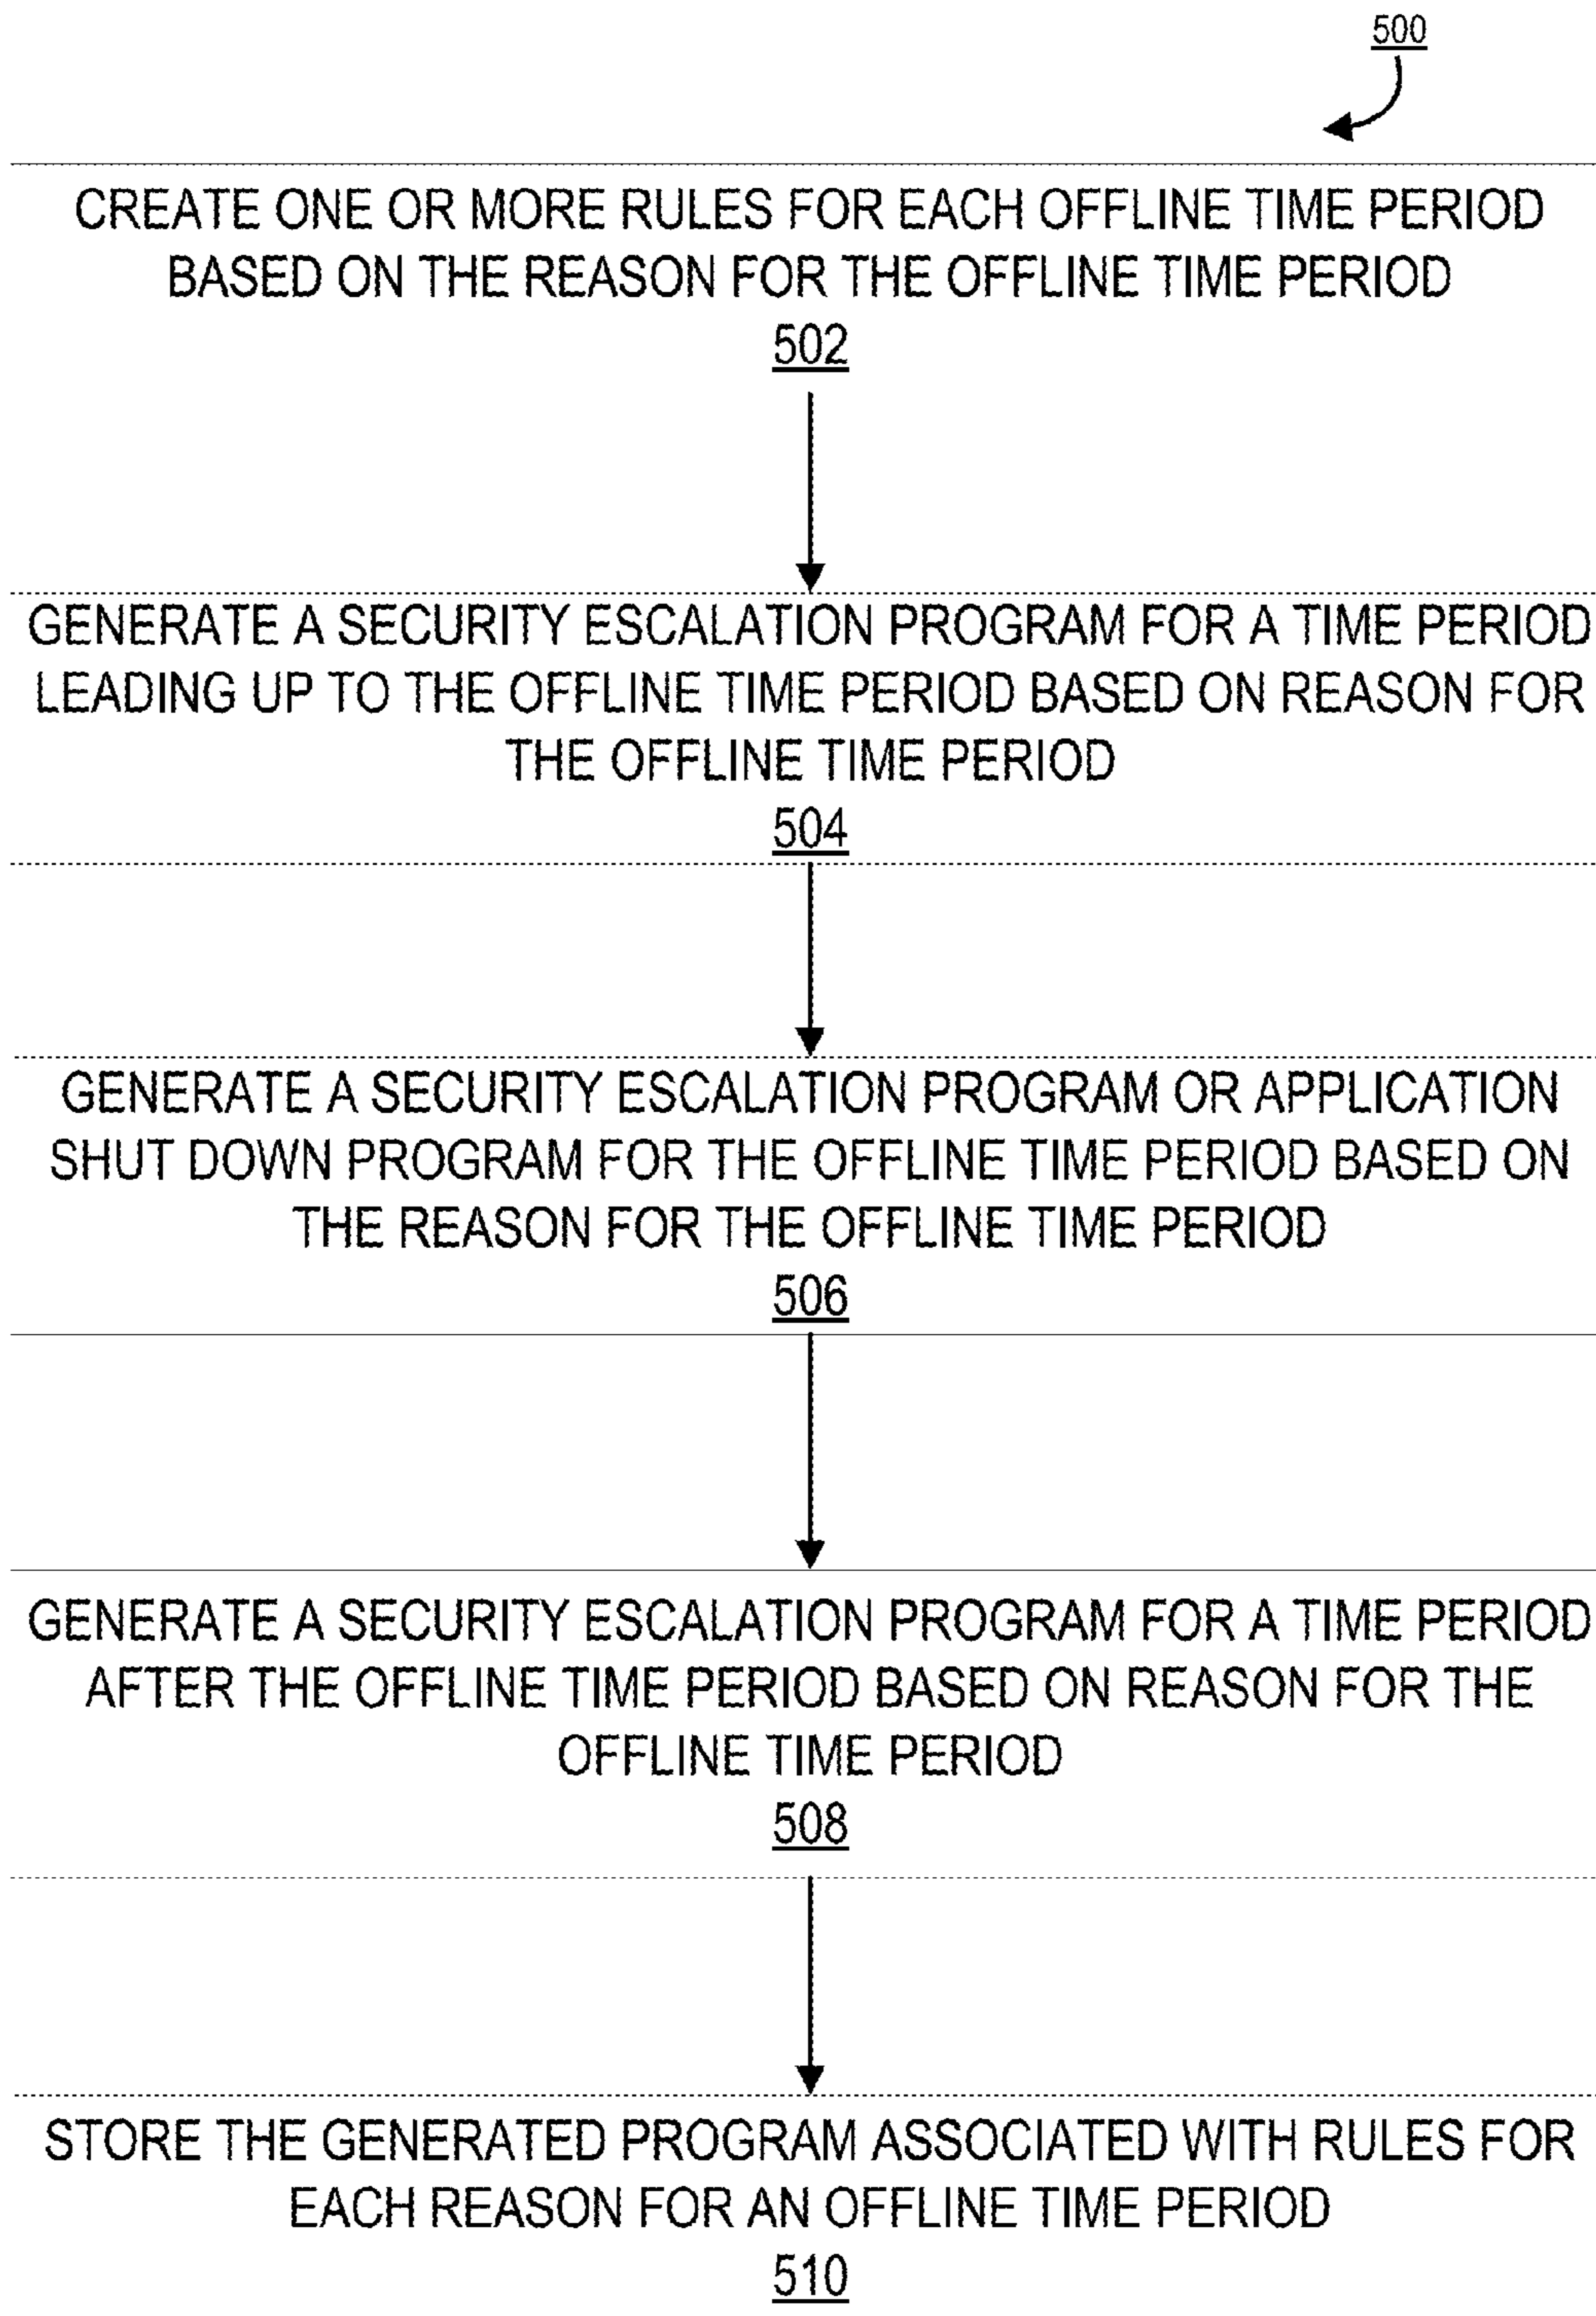 500
CREATE ONE OR MORE RULES FOR EACH OFFLINE TIME PERIOD
BASED ON THE REASON FOR THE OFFLINE TIME PERIOD
502
GENERATE A SECURITY ESCALATION PROGRAM FOR A TIME PERIOD
LEADING UP TO THE OFFLINE TIME PERIOD BASED ON REASON FOR
THE OFFLINE TIME PERIOD
504
GENERATE A SECURITY ESCALATION PROGRAM OR APPLICATION
SHUT DOWN PROGRAM FOR THE OFFLINE TIME PERIOD BASED ON
THE REASON FOR THE OFFLINE TIME PERIOD
506
GENERATE A SECURITY ESCALATION PROGRAM FOR A TIME PERIOD
AFTER THE OFFLINE TIME PERIOD BASED ON REASON FOR THE
OFFLINE TIME PERIOD
508
STORE THE GENERATED PROGRAM ASSOCIATED WITH RULES FOR
EACH REASON FOR AN OFFLINE TIME PERIOD
510